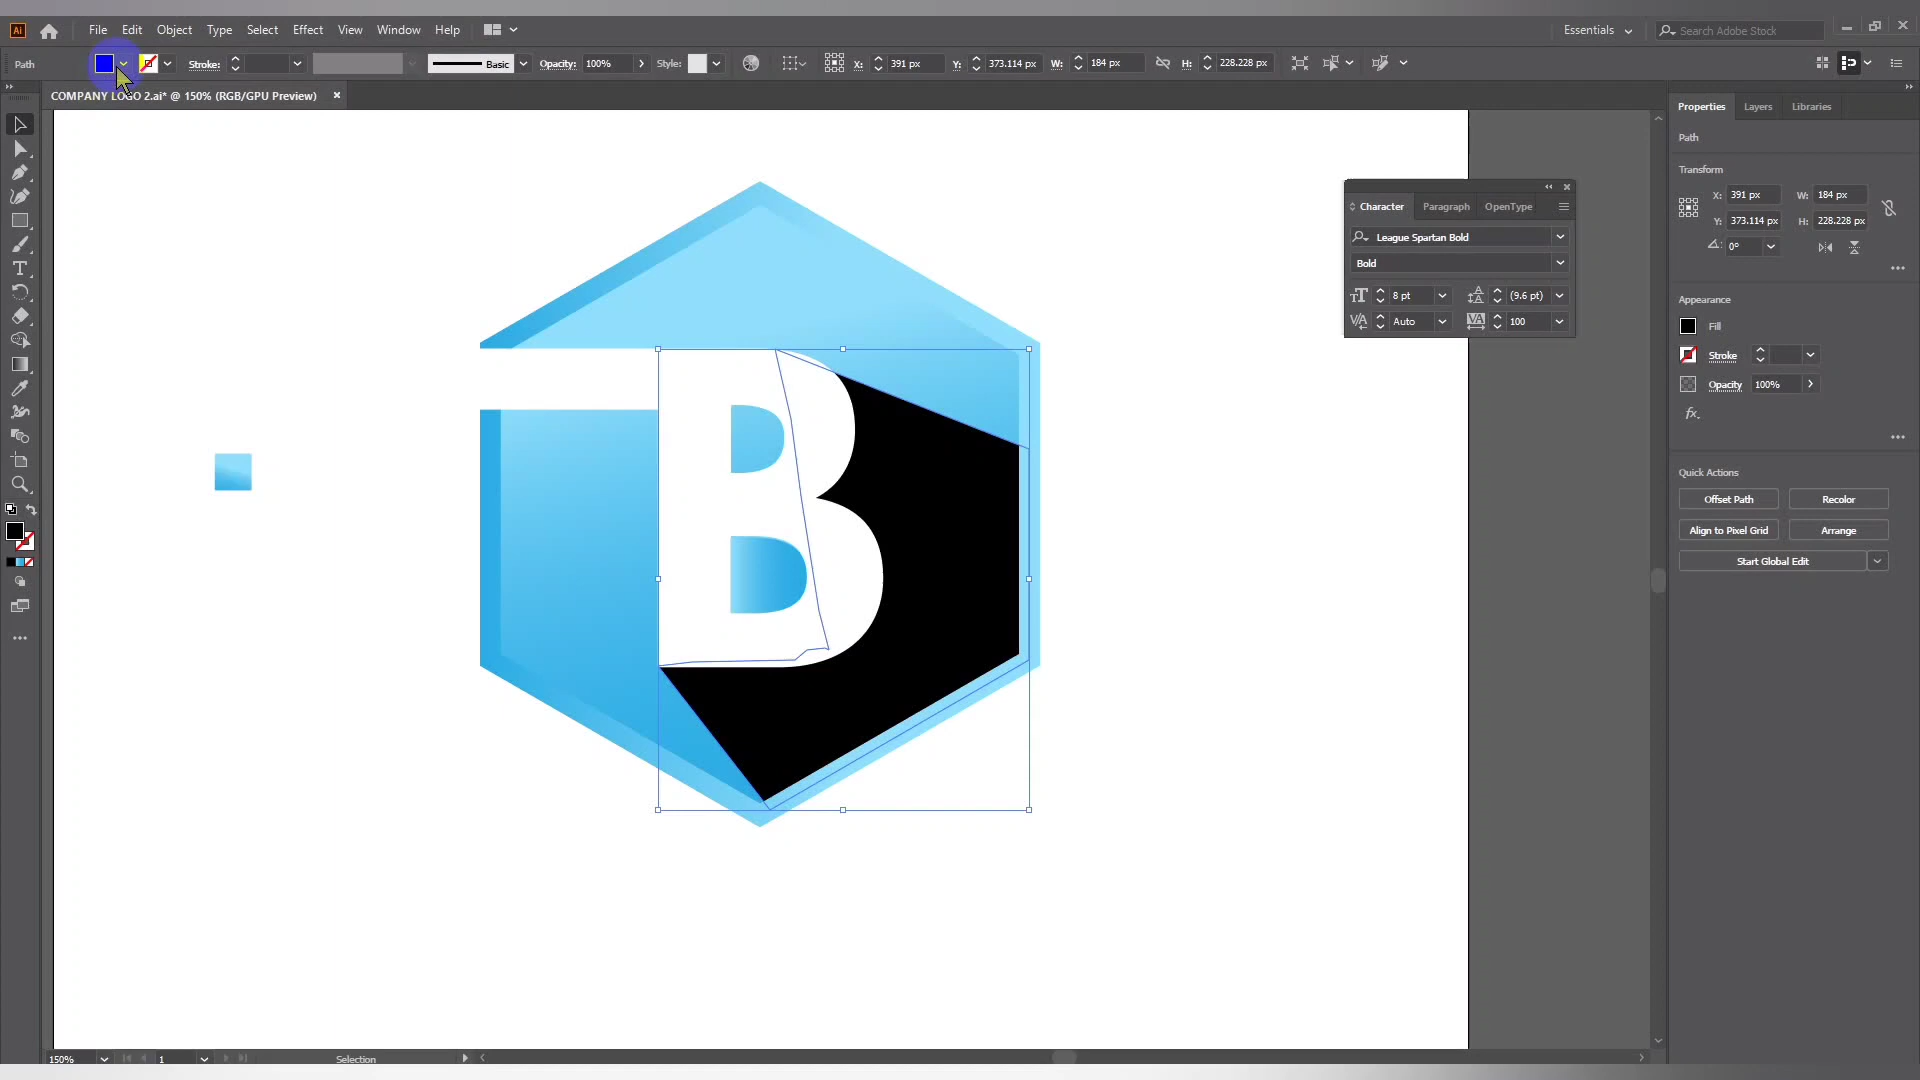 Ai File Edit Object Type Select Effect View Window Help Essentials Search Adobe Stock
Path Stroke: Basic Opacity: 100% Style: X: 391 px Y: 373.114 px W: 184 px H: 228.228 px
COMPANY LOGO 2.ai* @ 150% (RGB/GPU Preview)
Properties Layers Libraries
Path
Transform
X: 391 px W: 184 px
Y: 373.114 px H: 228.228 px
0°
Appearance
Fill
Stroke
Opacity 100%
fx.
Quick Actions
Offset Path Recolor
Align to Pixel Grid Arrange
Start Global Edit
Character Paragraph OpenType
League Spartan Bold
Bold
8 pt (9.6 pt)
Auto 100
B
150% 1 Selection